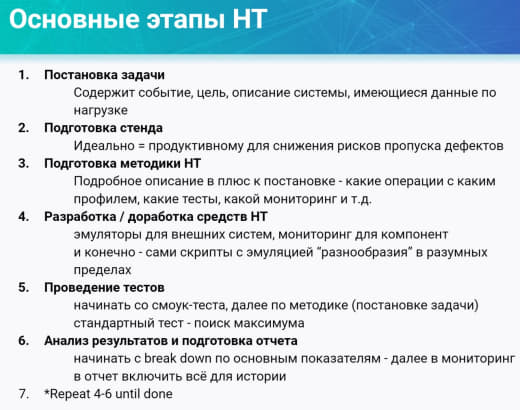 Основные этапы НТ
1. Постановка задачи
Содержит событие, цель, описание системы, имеющиеся данные по
нагрузке
2. Подготовка стенда
Идеально = продуктивному для снижения рисков пропуска дефектов
3. Подготовка методики НТ
Подробное описание в плюс к постановке - какие операции с каким
профилем, какие тесты, какой мониторинг и т.д.
4. Разработка / доработка средств НТ
эмуляторы для внешних систем, мониторинг для компонент
и конечно - сами скрипты с эмуляцией “разнообразия” в разумных
пределах
5. Проведение тестов
начинать со смоук-теста, далее по методике (постановке задачи)
стандартный тест - поиск максимума
6. Анализ результатов и подготовка отчета
начинать с break down по основным показателям - далее в мониторинг
в отчет включить всё для истории
7. *Repeat 4-6 until done